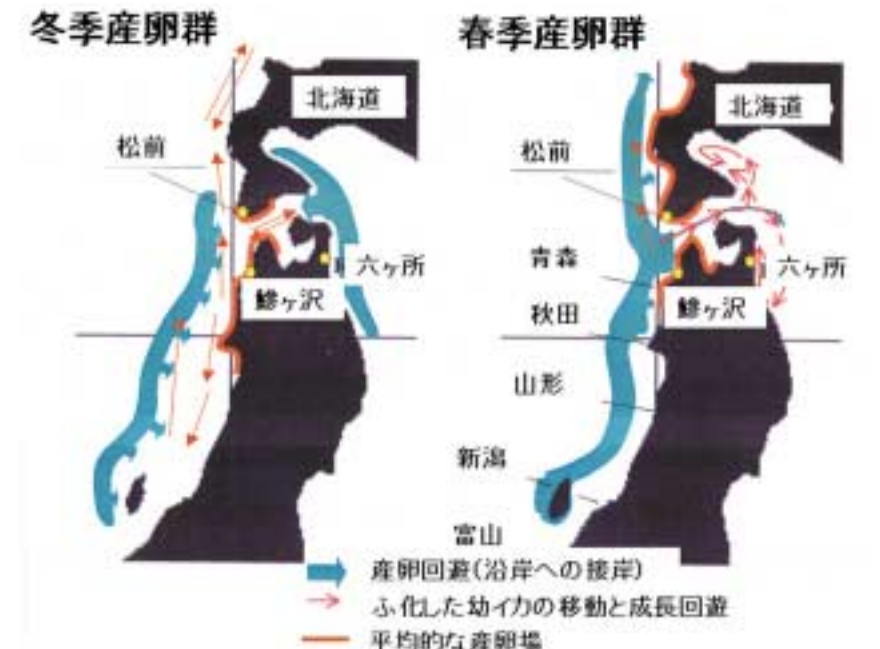 冬季産卵群
北海道
松前
六ヶ所
鰺ヶ沢
春季産卵群
北海道
松前
青森
六ヶ所
鰺ヶ沢
秋田
山形
新潟
富山
産卵回遊(沿岸への接岸)
ふ化した幼イカの移動と成長回遊
平均的な産卵場